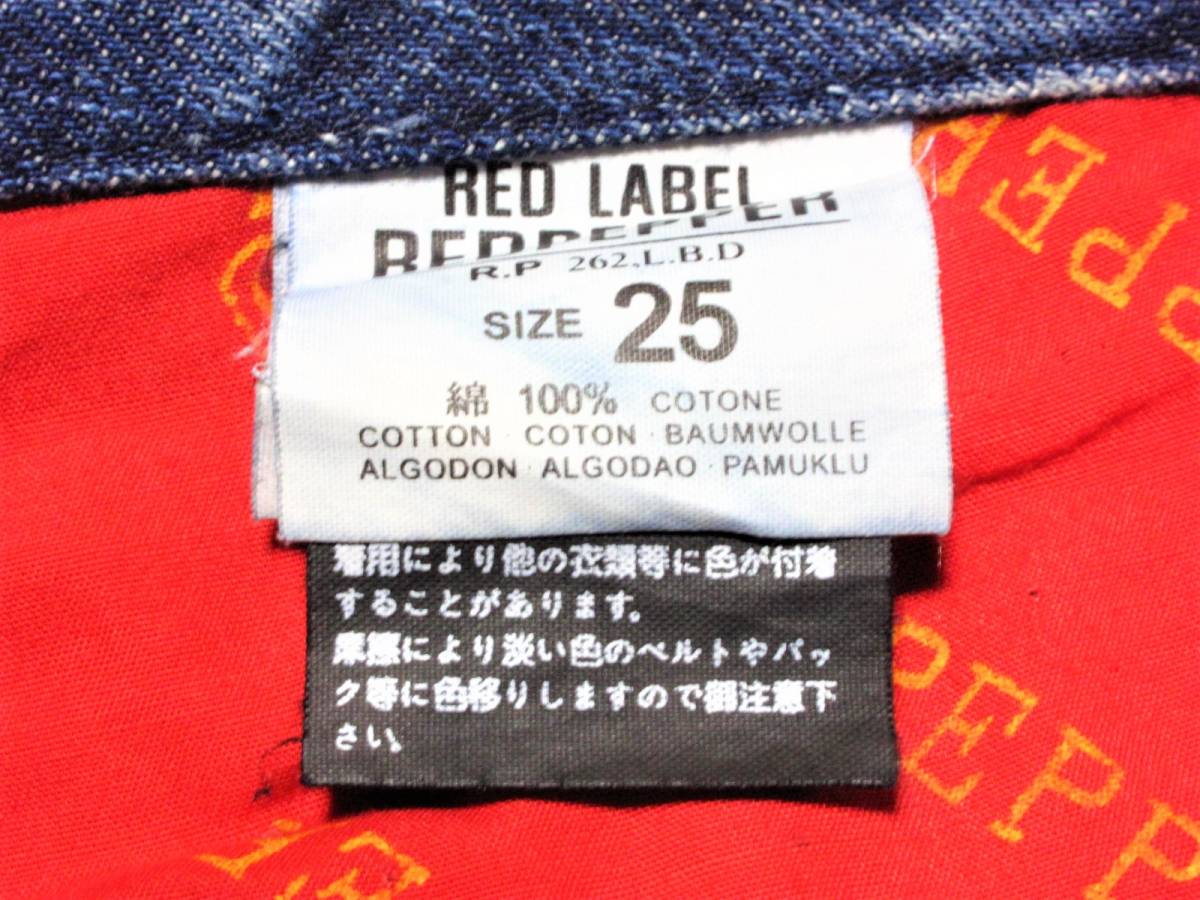 RED LABEL
REDPEPPER
R.P 262.L.B.D
SIZE 25
綿 100% COTONE
COTTON · COTON · BAUMWOLLE
ALGODON · ALGODAO · PAMUKLU
着用により他の衣類等に色が付着
することがあります。
摩擦により淡い色のベルトやバッ
ク等に色移りしますので御注意下
さい。
PEPP
PEP